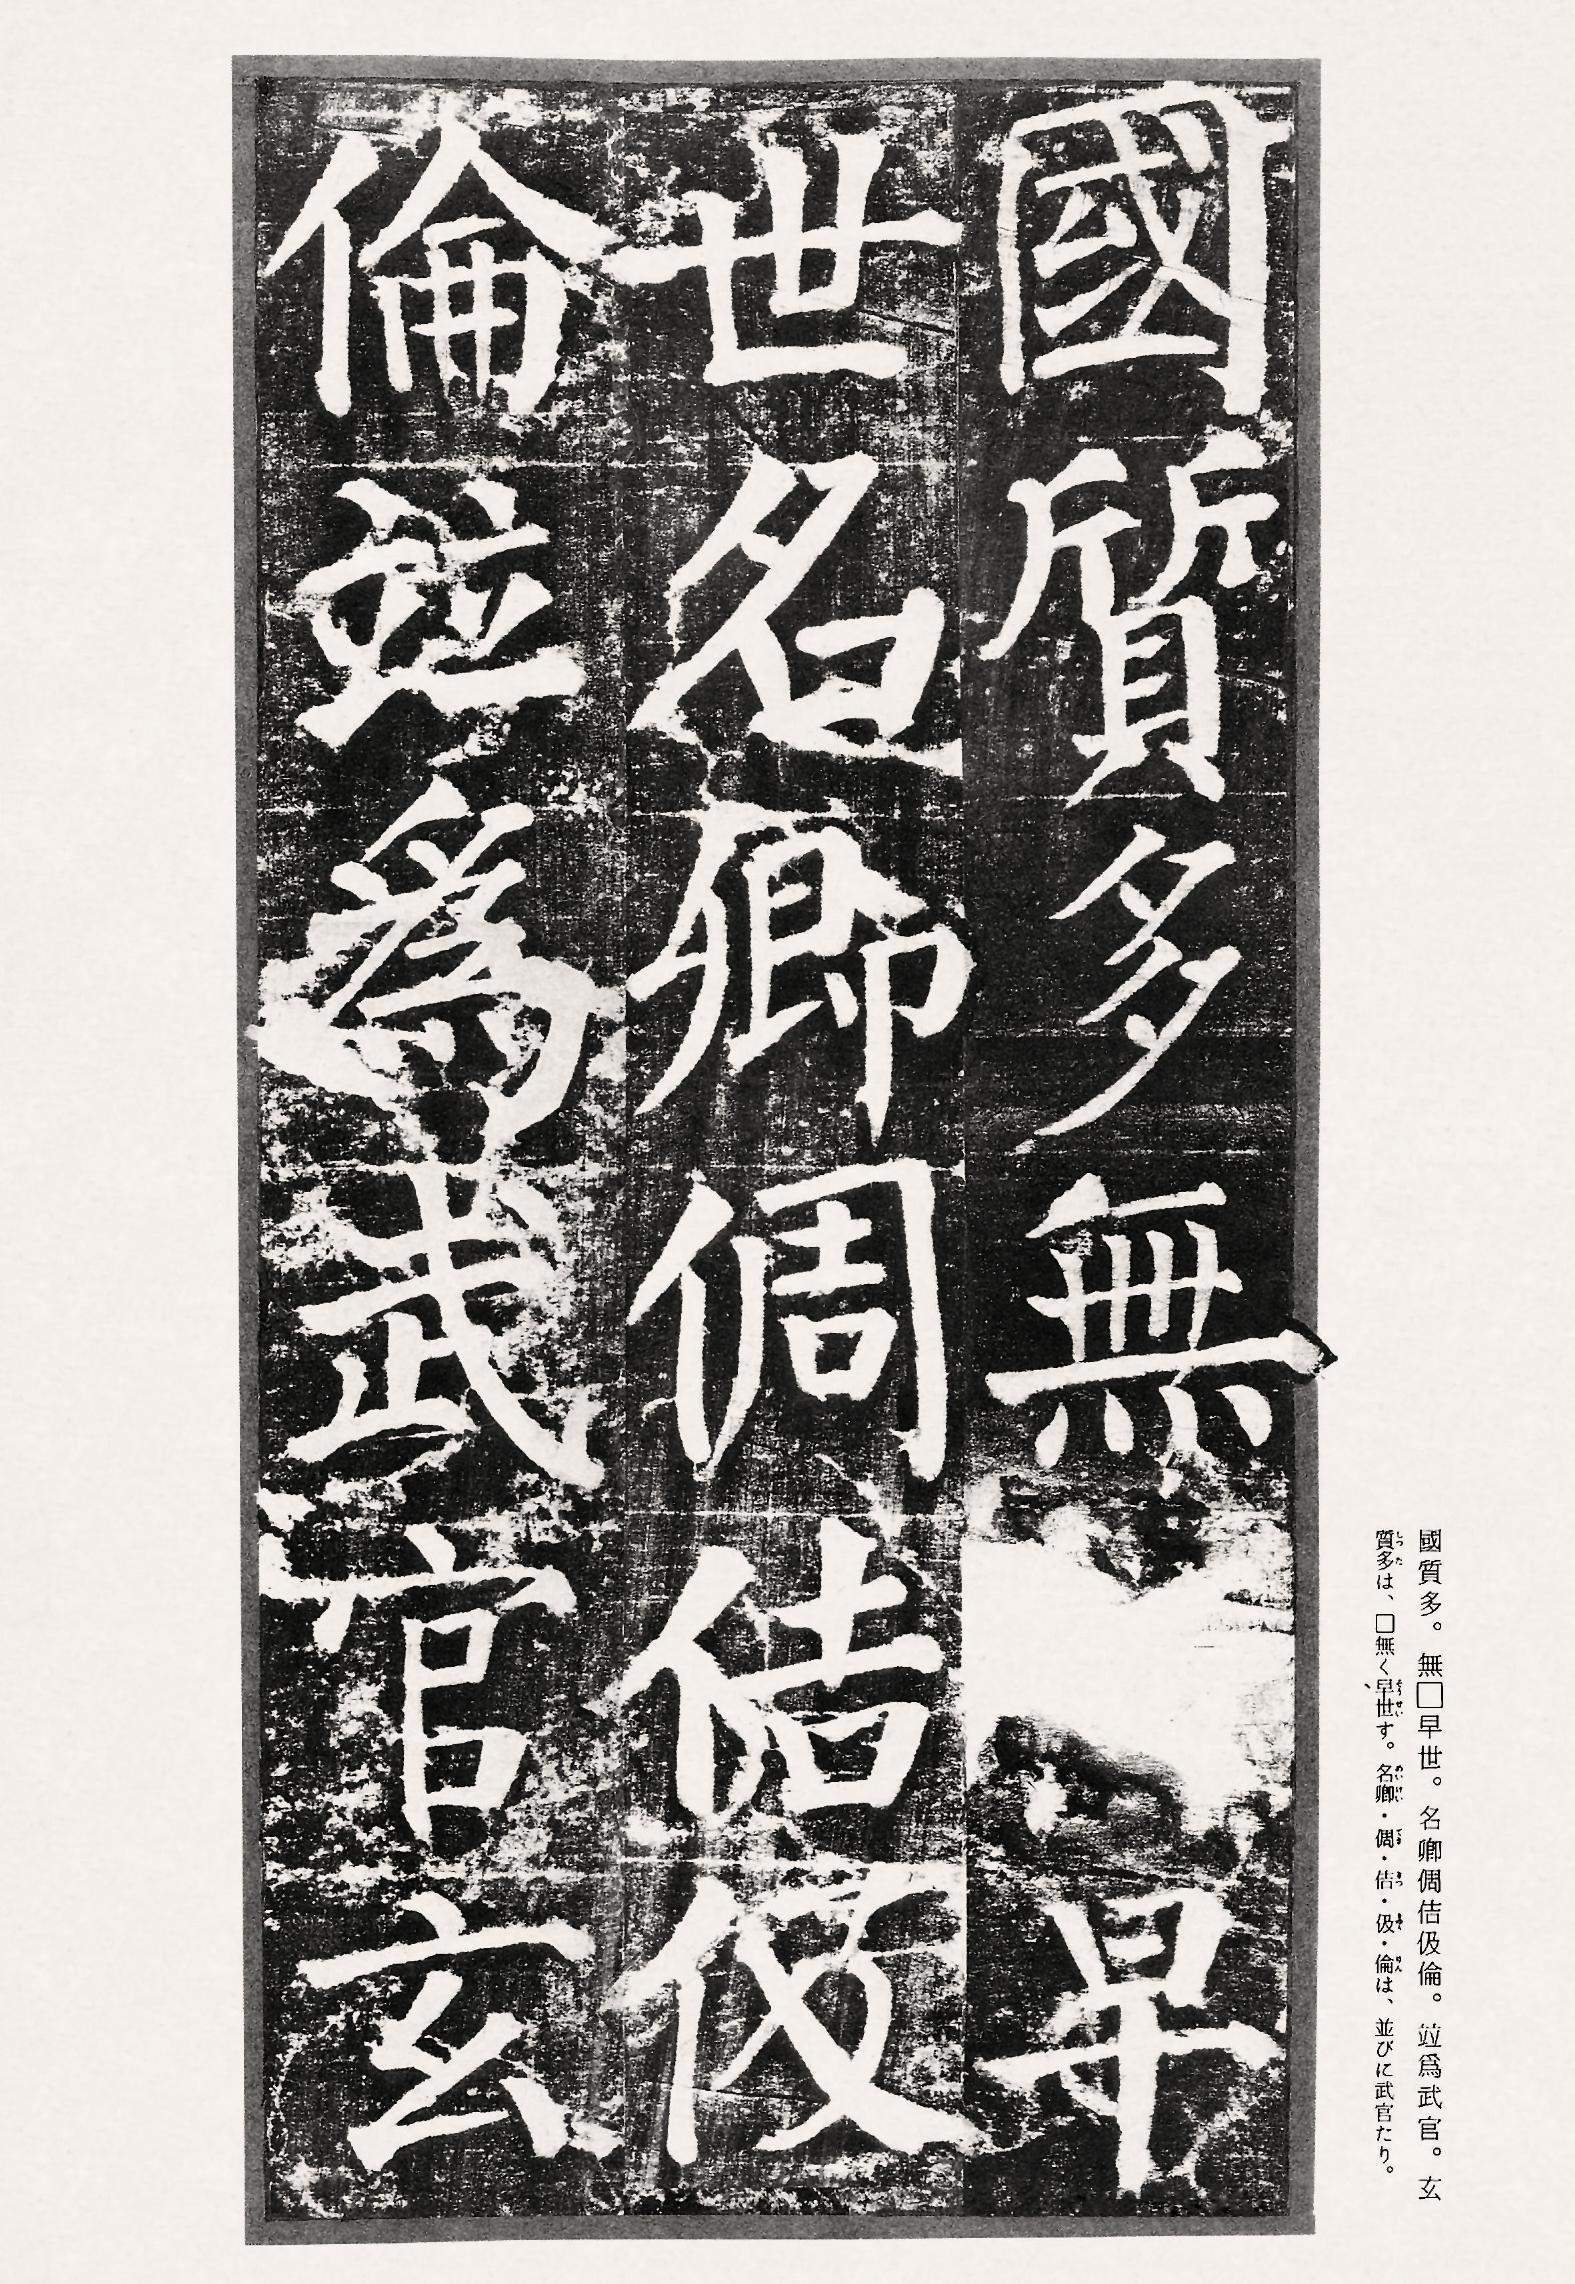 國質多無早
世名卿倜佶伋
倫竝爲武官玄
國質多。無□早世。名卿倜佶伋倫。竝爲武官。玄
質多は、□無く早世す。名卿・倜・佶・伋・倫は、並びに武官たり。